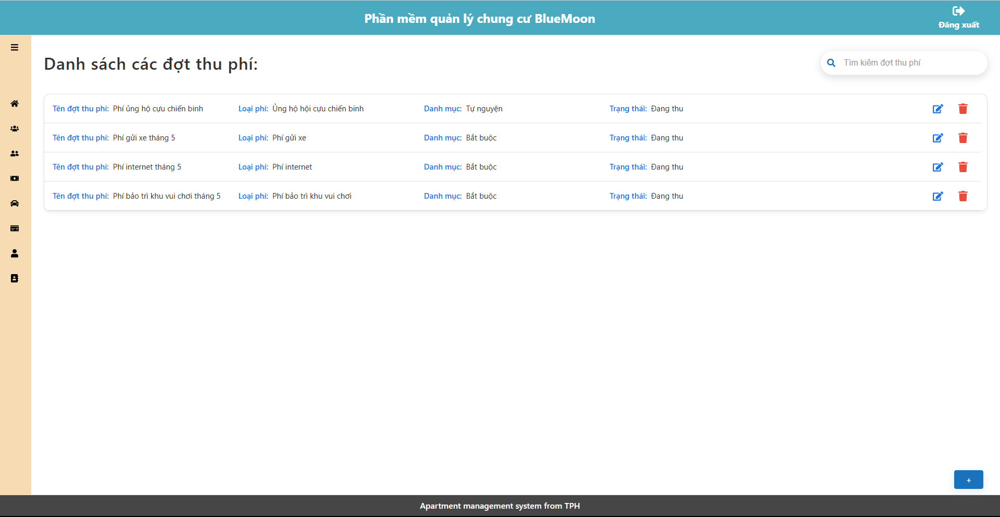 Phần mềm quản lý chung cư BlueMoon
Đăng xuất
Danh sách các đợt thu phí:
Tìm kiếm đợt thu phí
Tên đợt thu phí: Phí ủng hộ cựu chiến binh Loại phí: Ủng hộ hội cựu chiến binh Danh mục: Tự nguyện Trạng thái: Đang thu
Tên đợt thu phí: Phí gửi xe tháng 5 Loại phí: Phí gửi xe Danh mục: Bắt buộc Trạng thái: Đang thu
Tên đợt thu phí: Phí internet tháng 5 Loại phí: Phí internet Danh mục: Bắt buộc Trạng thái: Đang thu
Tên đợt thu phí: Phí bảo trì khu vui chơi tháng 5 Loại phí: Phí bảo trì khu vui chơi Danh mục: Bắt buộc Trạng thái: Đang thu
+
Apartment management system from TPH